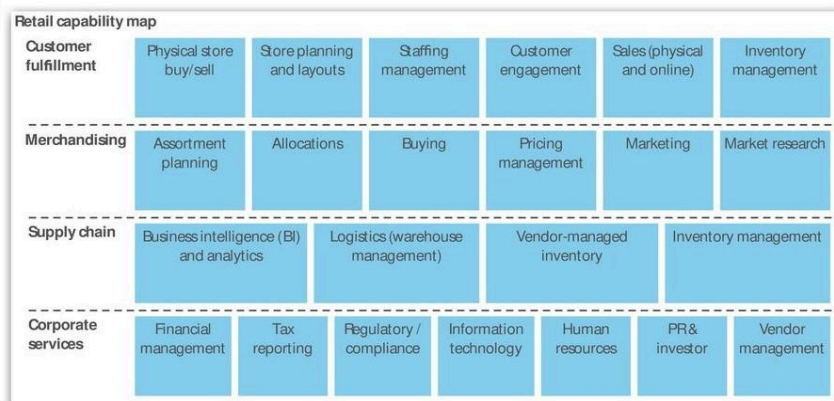 Retail capability map
Customer
fulfillment
Physical store
buy/sell
Store planning
and layouts
Staffing
management
Customer
engagement
Sales (physical
and online)
Inventory
management
Merchandising
Assortment
planning
Allocations
Buying
Pricing
management
Marketing
Market research
Supply chain
Business intelligence (BI)
and analytics
Logistics (warehouse
management)
Vendor-managed
inventory
Inventory management
Corporate
services
Financial
management
Tax
reporting
Regulatory /
compliance
Information
technology
Human
resources
PR &
investor
Vendor
management